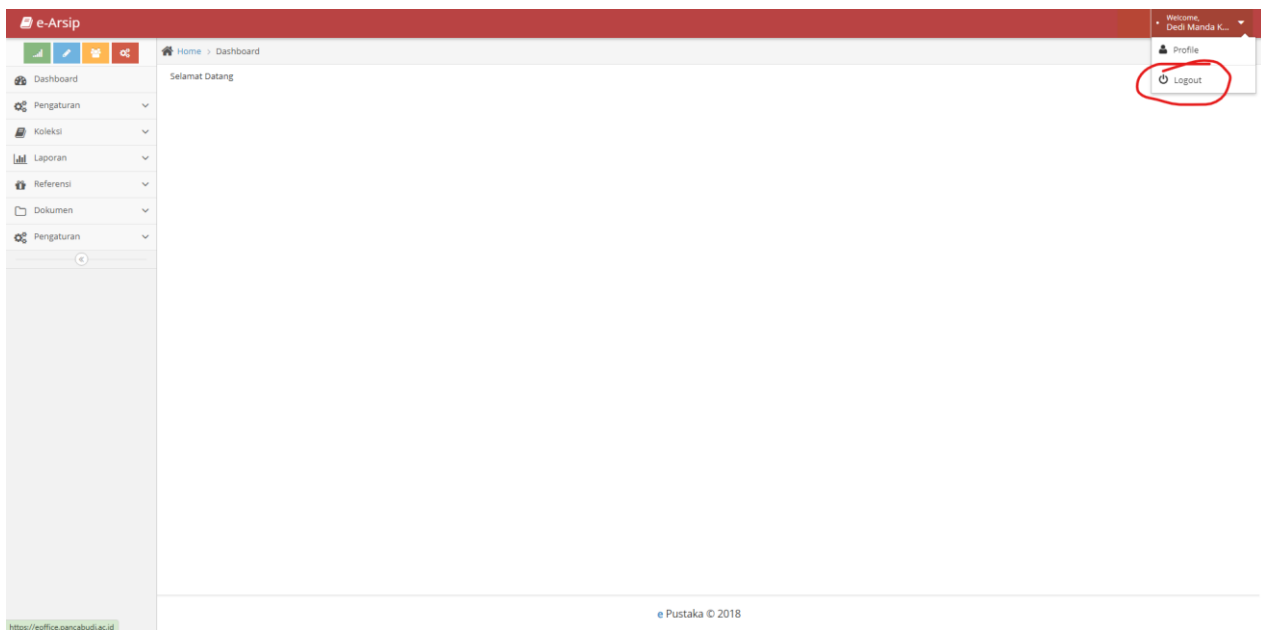 e-Arsip
Welcome,
Dedi Manda K...
Profile
Logout
Home > Dashboard
Selamat Datang
Dashboard
Pengaturan
Koleksi
Laporan
Referensi
Dokumen
Pengaturan
e Pustaka © 2018
https://eoffice.pancabudi.ac.id